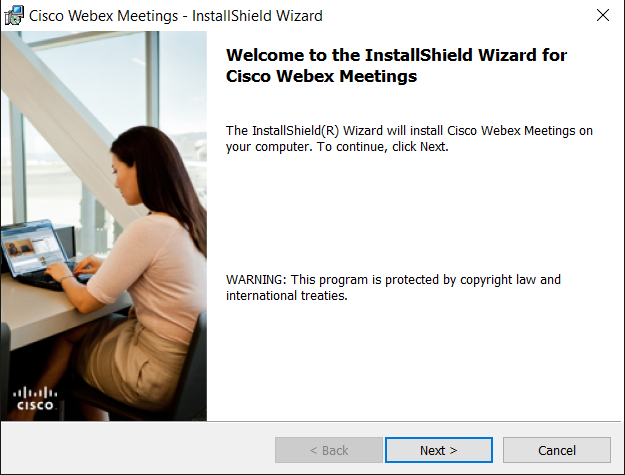 Cisco Webex Meetings - InstallShield Wizard
Welcome to the InstallShield Wizard for
Cisco Webex Meetings
The InstallShield(R) Wizard will install Cisco Webex Meetings on
your computer. To continue, click Next.
WARNING: This program is protected by copyright law and
international treaties.
CISCO
< Back
Next >
Cancel